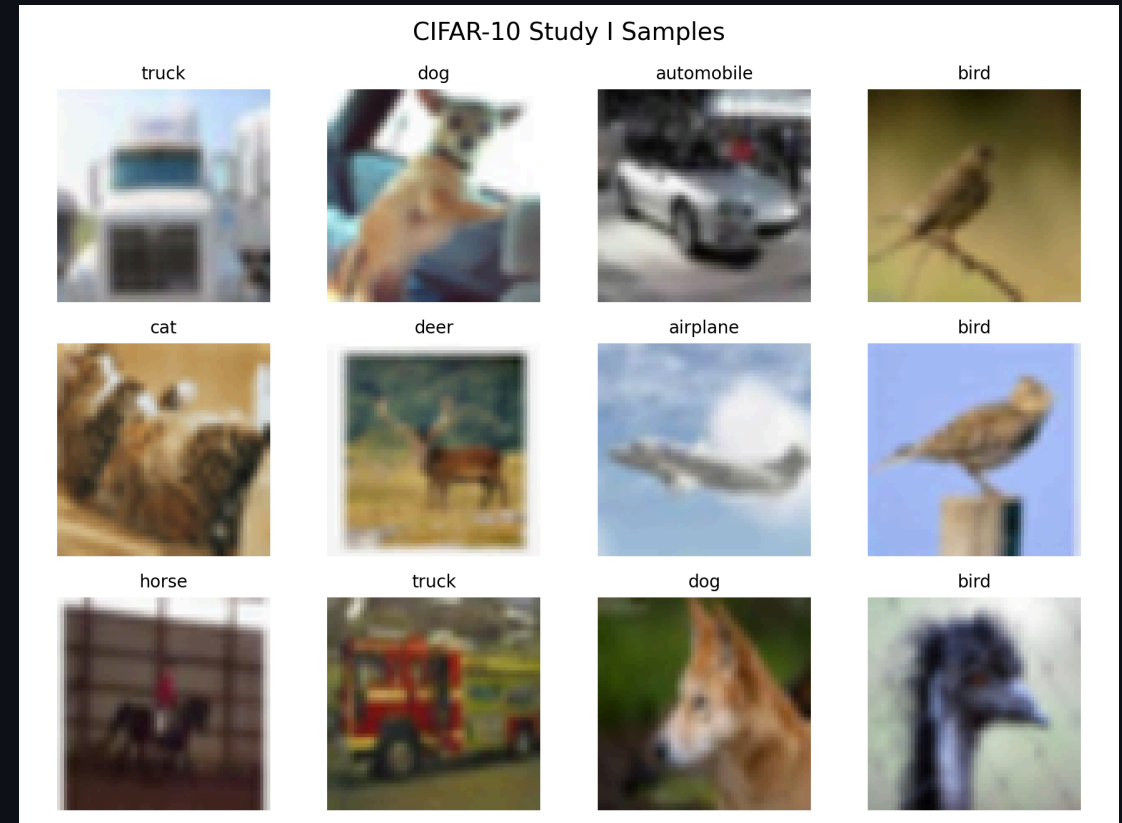 CIFAR-10 Study I Samples
truck dog automobile bird
cat deer airplane bird
horse truck dog bird